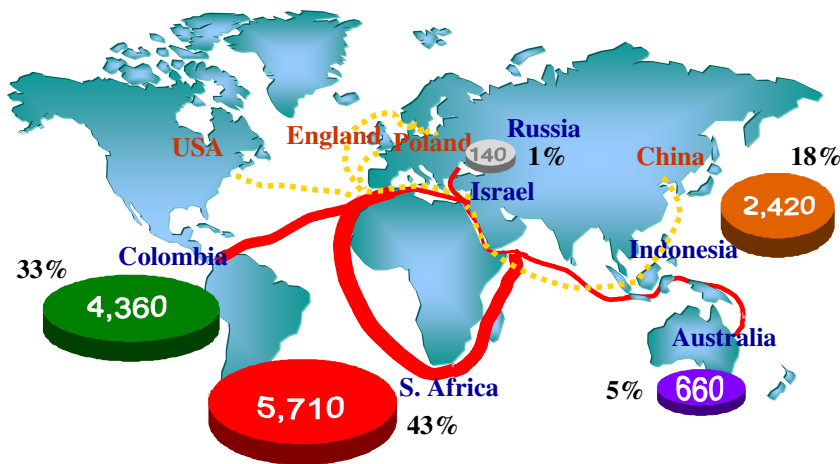 England
Poland
Russia
USA
140
1%
China
18%
Israel
2,420
Colombia
Indonesia
33%
4,360
Australia
S. Africa
5%
660
5,710
43%